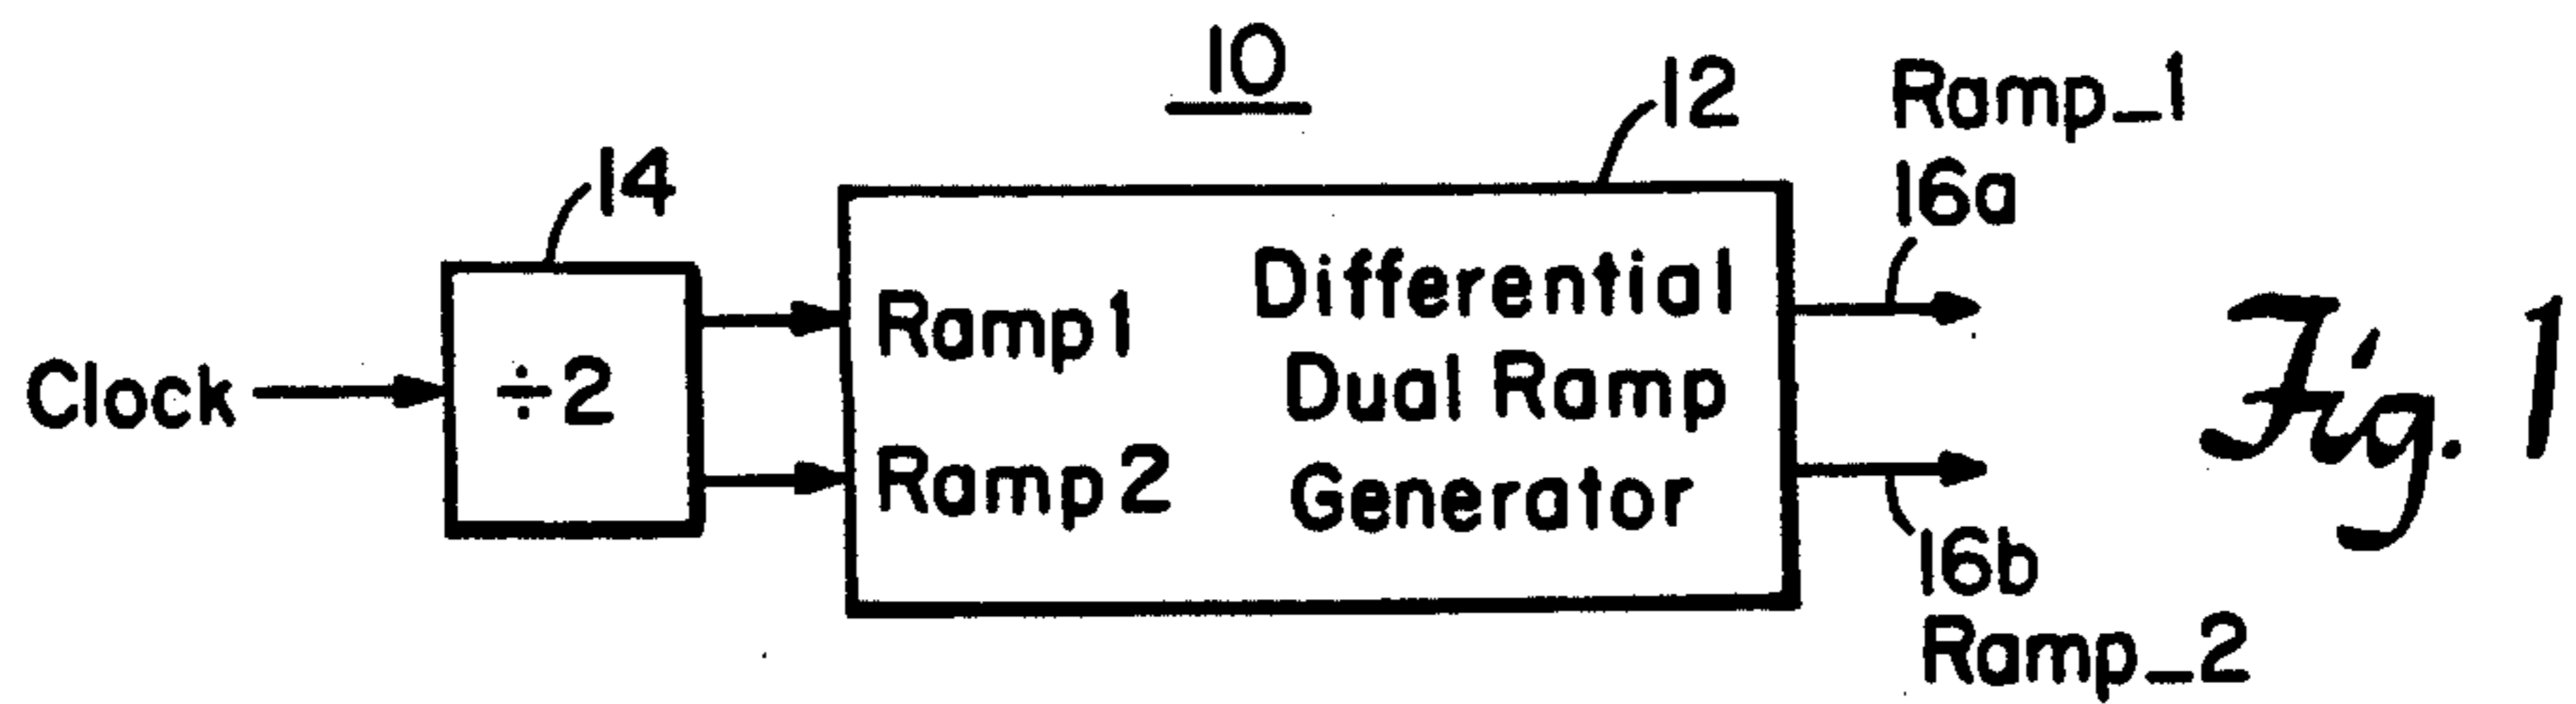 10
12
Ramp_1
16a
14
Clock
÷2
Ramp1
Ramp2
Differential
Dual Ramp
Generator
16b
Ramp_2
Fig. 1